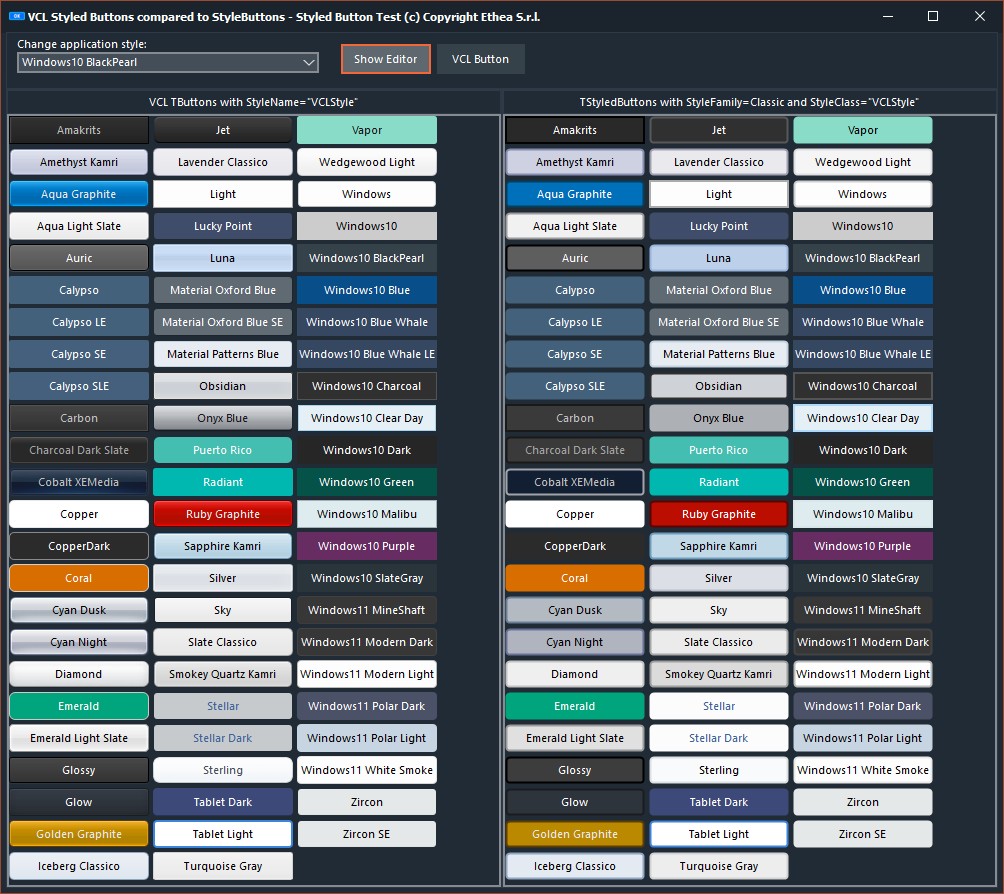 VCL Styled Buttons compared to StyleButtons - Styled Button Test (c) Copyright Ethea S.r.l.
Change application style:
Windows10 BlackPearl
Show Editor
VCL Button
VCL TButtons with StyleName="VCLStyle"
Amakrits Jet Vapor
Amethyst Kamri Lavender Classico Wedgewood Light
Aqua Graphite Light Windows
Aqua Light Slate Lucky Point Windows10
Auric Luna Windows10 BlackPearl
Calypso Material Oxford Blue Windows10 Blue
Calypso LE Material Oxford Blue SE Windows10 Blue Whale
Calypso SE Material Patterns Blue Windows10 Blue Whale LE
Calypso SLE Obsidian Windows10 Charcoal
Carbon Onyx Blue Windows10 Clear Day
Charcoal Dark Slate Puerto Rico Windows10 Dark
Cobalt XEMedia Radiant Windows10 Green
Copper Ruby Graphite Windows10 Malibu
CopperDark Sapphire Kamri Windows10 Purple
Coral Silver Windows10 SlateGray
Cyan Dusk Sky Windows11 MineShaft
Cyan Night Slate Classico Windows11 Modern Dark
Diamond Smokey Quartz Kamri Windows11 Modern Light
Emerald Stellar Windows11 Polar Dark
Emerald Light Slate Stellar Dark Windows11 Polar Light
Glossy Sterling Windows11 White Smoke
Glow Tablet Dark Zircon
Golden Graphite Tablet Light Zircon SE
Iceberg Classico Turquoise Gray
TStyledButtons with StyleFamily=Classic and StyleClass="VCLStyle"
Amakrits Jet Vapor
Amethyst Kamri Lavender Classico Wedgewood Light
Aqua Graphite Light Windows
Aqua Light Slate Lucky Point Windows10
Auric Luna Windows10 BlackPearl
Calypso Material Oxford Blue Windows10 Blue
Calypso LE Material Oxford Blue SE Windows10 Blue Whale
Calypso SE Material Patterns Blue Windows10 Blue Whale LE
Calypso SLE Obsidian Windows10 Charcoal
Carbon Onyx Blue Windows10 Clear Day
Charcoal Dark Slate Puerto Rico Windows10 Dark
Cobalt XEMedia Radiant Windows10 Green
Copper Ruby Graphite Windows10 Malibu
CopperDark Sapphire Kamri Windows10 Purple
Coral Silver Windows10 SlateGray
Cyan Dusk Sky Windows11 MineShaft
Cyan Night Slate Classico Windows11 Modern Dark
Diamond Smokey Quartz Kamri Windows11 Modern Light
Emerald Stellar Windows11 Polar Dark
Emerald Light Slate Stellar Dark Windows11 Polar Light
Glossy Sterling Windows11 White Smoke
Glow Tablet Dark Zircon
Golden Graphite Tablet Light Zircon SE
Iceberg Classico Turquoise Gray